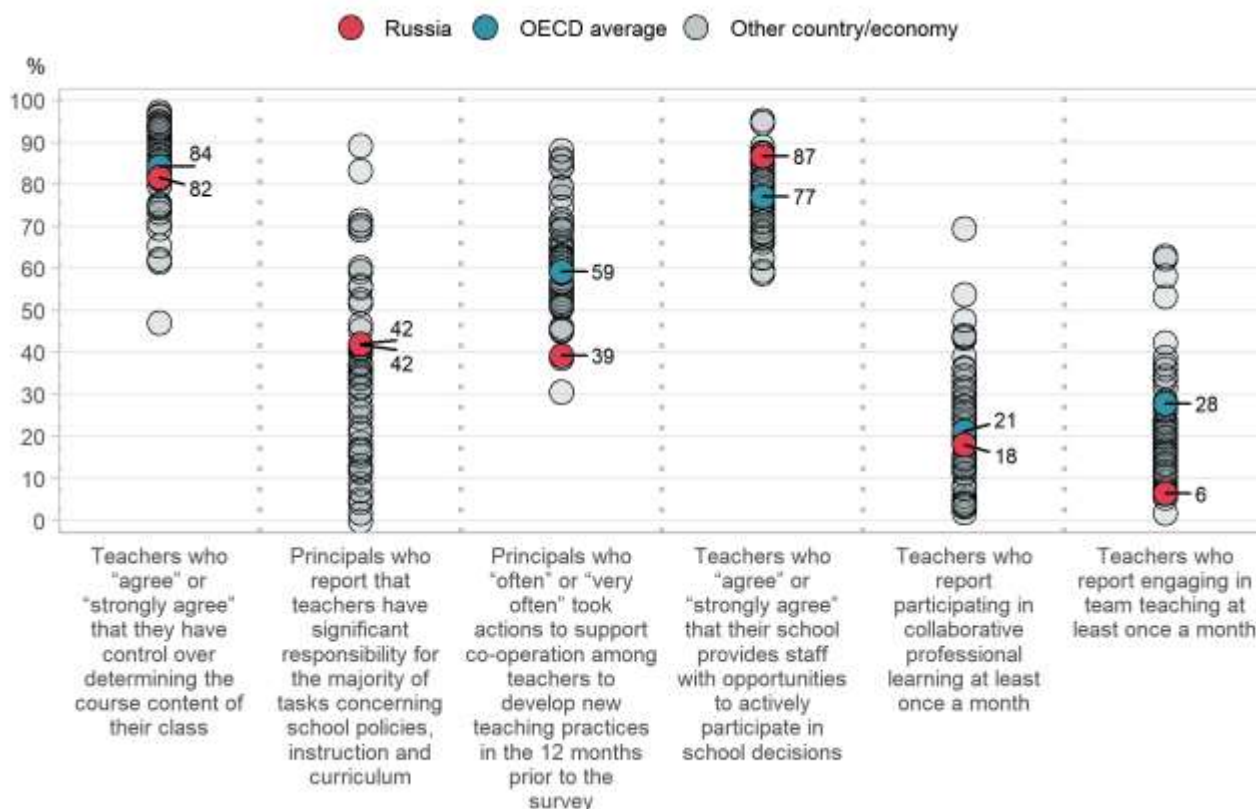 Russia OECD average Other country/economy
%
100
90
80
70
60
50
40
30
20
10
0
84
82
42
42
59
39
87
77
21
18
28
6
Teachers who
"agree" or
"strongly agree"
that they have
control over
determining the
course content of
their class
Principals who
report that
teachers have
significant
responsibility for
the majority of
tasks concerning
school policies,
instruction and
curriculum
Principals who
"often" or "very
often" took
actions to support
co-operation among
teachers to
develop new
teaching practices
in the 12 months
prior to the
survey
Teachers who
"agree" or
"strongly agree"
that their school
provides staff
with opportunities
to actively
participate in
school decisions
Teachers who
report
participating in
collaborative
professional
learning at least
once a month
Teachers who
report engaging in
team teaching at
least once a month